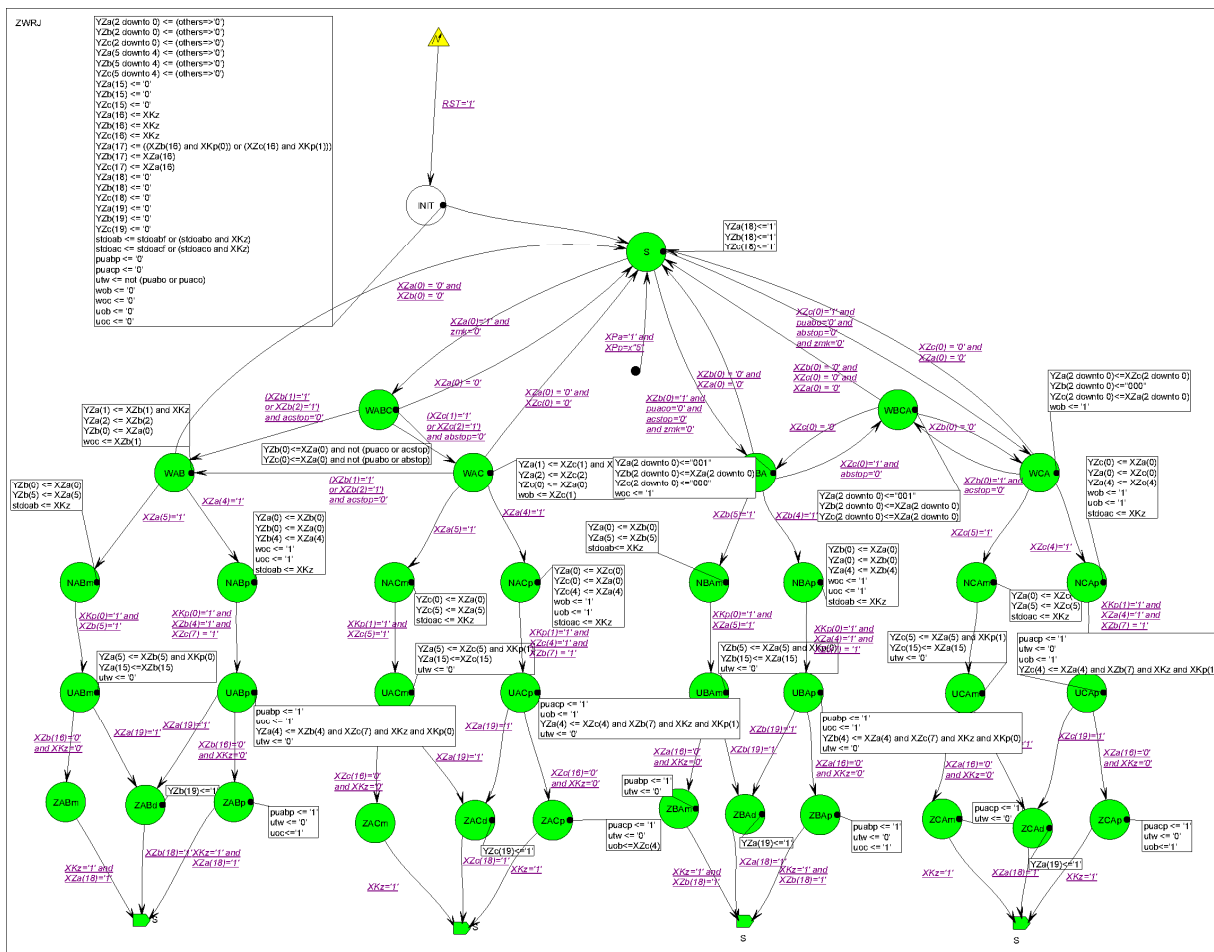 ZWRJ
YZa(2 downto 0) <= (others=>'0')
YZb(2 downto 0) <= (others=>'0')
YZc(2 downto 0) <= (others=>'0')
YZa(5 downto 4) <= (others=>'0')
YZb(5 downto 4) <= (others=>'0')
YZc(5 downto 4) <= (others=>'0')
YZa(15) <= '0'
YZb(15) <= '0'
YZc(15) <= '0'
YZa(16) <= XKz
YZb(16) <= XKz
YZc(16) <= XKz
YZa(17) <= ((XZb(16) and XKp(0)) or (XZc(16) and XKp(1)))
YZb(17) <= XZa(16)
YZc(17) <= XZa(16)
YZa(18) <= '0'
YZb(18) <= '0'
YZc(18) <= '0'
YZa(19) <= '0'
YZb(19) <= '0'
YZc(19) <= '0'
stdoab <= stdoabf or (stdoabo and XKz)
stdoac <= stdoacf or (stdoaco and XKz)
puabp <= '0'
puacp <= '0'
utw <= not (puabo or puaco)
wob <= '0'
woc <= '0'
uob <= '0'
uoc <= '0'
RST='1'
INIT
S
YZa(18)<='1'
YZb(18)<='1'
YZc(18)<='1'
XZa(0) = '0' and
XZb(0) = '0'
XZa(0)='1' and
zmk='0'
XZa(0) = '0'
XPa='1' and
XPp=x"5"
XZa(0) = '0' and
XZc(0) = '0'
XZb(0) = '0' and
XZa(0) = '0'
XZb(0)='1' and
puaco='0' and
acstop='0'
and zmk='0'
XZc(0)='1' and
puabo='0' and
abstop='0'
and zmk='0'
XZb(0) = '0' and
XZc(0) = '0' and
XZa(0) = '0'
XZc(0) = '0' and
XZa(0) = '0'
YZa(2 downto 0)<=XZc(2 downto 0)
YZb(2 downto 0)<="000"
YZc(2 downto 0)<=XZa(2 downto 0)
wob <= '1'
YZa(1) <= XZb(1) and XKz
YZa(2) <= XZb(2)
YZb(0) <= XZa(0)
woc <= XZb(1)
WABC
(XZb(1)='1'
or XZb(2)='1')
and acstop='0'
(XZc(1)='1'
or XZc(2)='1')
and abstop='0'
WBCA
XZc(0) = '0'
XZb(0) = '0'
YZb(0)<=XZa(0) and not (puaco or acstop)
YZc(0)<=XZa(0) and not (puabo or abstop)
WAB
WAC
BA
WCA
(XZb(1)='1'
or XZb(2)='1')
and acstop='0'
YZa(1) <= XZc(1) and X
YZa(2) <= XZc(2)
YZc(0) <= XZa(0)
wob <= XZc(1)
YZa(2 downto 0)<="001"
YZb(2 downto 0)<=XZa(2 downto 0)
YZc(2 downto 0)<="000"
woc <= '1'
XZc(0)='1' and
abstop='0'
YZa(2 downto 0)<="001"
YZc(2 downto 0)<=XZa(2 downto 0)
XZb(0)='1' and
acstop='0'
YZc(0) <= XZa(0)
YZa(0) <= XZc(0)
YZc(4) <= XZc(4)
wob <= '1'
uob <= '1'
stdoac <= XKz
YZb(0) <= XZa(0)
YZb(5) <= XZa(5)
stdoab <= XKz
XZa(5)='1'
XZa(4)='1'
YZa(0) <= XZb(0)
YZb(0) <= XZa(0)
YZb(4) <= XZa(4)
woc <= '1'
uoc <= '1'
stdoab <= XKz
XZa(5)='1'
XZa(4)='1'
YZa(0) <= XZb(0)
YZa(5) <= XZb(5)
stdoab<= XKz
XZb(5)='1'
XZb(4)='1'
YZb(0) <= XZa(0)
YZa(0) <= XZb(0)
YZa(4) <= XZb(4)
woc <= '1'
uoc <= '1'
stdoab <= XKz
XZc(5)='1'
XZc(4)='1'
NABm
NABp
NACm
NACp
NBAm
NBAp
NCAm
NCAp
YZc(0) <= XZa(0)
YZc(5) <= XZa(5)
stdoac <= XKz
YZa(0) <= XZc(0)
YZc(0) <= XZa(0)
YZc(4) <= XZa(4)
wob <= '1'
uob <= '1'
stdoac <= XKz
YZa(0) <= XZc
YZa(5) <= XZc(5)
stdoac <= XKz
XKp(0)='1' and
XZb(5)='1'
XKp(0)='1' and
XZb(4)='1' and
XZc(7) = '1'
XKp(1)='1' and
XZc(5)='1'
XKp(1)='1' and
XZc(4)='1' and
XZb(7) = '1'
XKp(0)='1' and
XZa(5)='1'
XKp(0)='1' and
XZa(4)='1' and
XKp(1)='1' and
XZa(4)='1' and
XZb(7) = '1'
YZa(5) <= XZb(5) and XKp(0)
YZa(15)<=XZb(15)
utw <= '0'
YZa(5) <=XZc(5) and XKp(1)
YZa(15)<=XZc(15)
utw <= '0'
YZb(5) <= XZa(5) and XKp(0)
YZb(15)<=XZa(15)
utw <= '0'
YZc(5) <= XZa(5) and XKp(1)
YZc(15)<=XZa(15)
utw <= '0'
puacp <= '1'
utw <= '0'
uob <= '1'
YZc(4) <= XZa(4) and XZb(7) and XKz and XKp(1)
UABm
UABp
UACm
UACp
UBAm
UBAp
UCAm
UCAp
puabp <= '1'
uoc <= '1'
YZa(4) <= XZb(4) and XZc(7) and XKz and XKp(0)
utw <= '0'
puacp <= '1'
uob <= '1'
YZa(4) <= XZc(4) and XZb(7) and XKz and XKp(1)
utw <= '0'
puabp <= '1'
uoc <= '1'
YZb(4) <= XZa(4) and XZc(7) and XKz and XKp(0)
utw <= '0'
XZb(16)='0'
and XKz='0'
XZa(19)='1'
XZa(19)='1'
XZb(16)='0'
and XKz='0'
XZc(16)='0'
and XKz='0'
XZa(19)='1'
XZc(16)='0'
and XKz='0'
XZa(16)='0'
and XKz='0'
XZb(19)='1'
XZb(19)='1'
XZa(16)='0'
and XKz='0'
XZa(16)='0'
and XKz='0'
XZc(19)='1'
XZa(16)='0'
and XKz='0'
ZABm
ZABd
YZb(19)<='1'
ZABp
puabp <= '1'
utw <= '0'
uoc<='1'
ZACm
ZACd
YZc(19)<='1'
ZACp
puacp <= '1'
utw <= '0'
uob<=XZc(4)
puabp <= '1'
utw <= '0'
ZBAm
ZBAd
YZa(19)<='1'
ZBAp
puabp <= '1'
utw <= '0'
uoc <= '1'
ZCAm
puacp <= '1'
utw <= '0'
ZCAd
YZa(19)<='1'
ZCAp
puacp <= '1'
utw <= '0'
uob<='1'
XKz='1' and
XZa(18)='1'
XZb(18)='1'
XKz='1' and
XZa(18)='1'
XKz='1'
XZc(18)='1'
XKz='1'
XKz='1' and
XZb(18)='1'
XZa(18)='1'
XKz='1' and
XZb(18)='1'
XKz='1'
XZa(18)='1'
XKz='1'
S
S
S
S